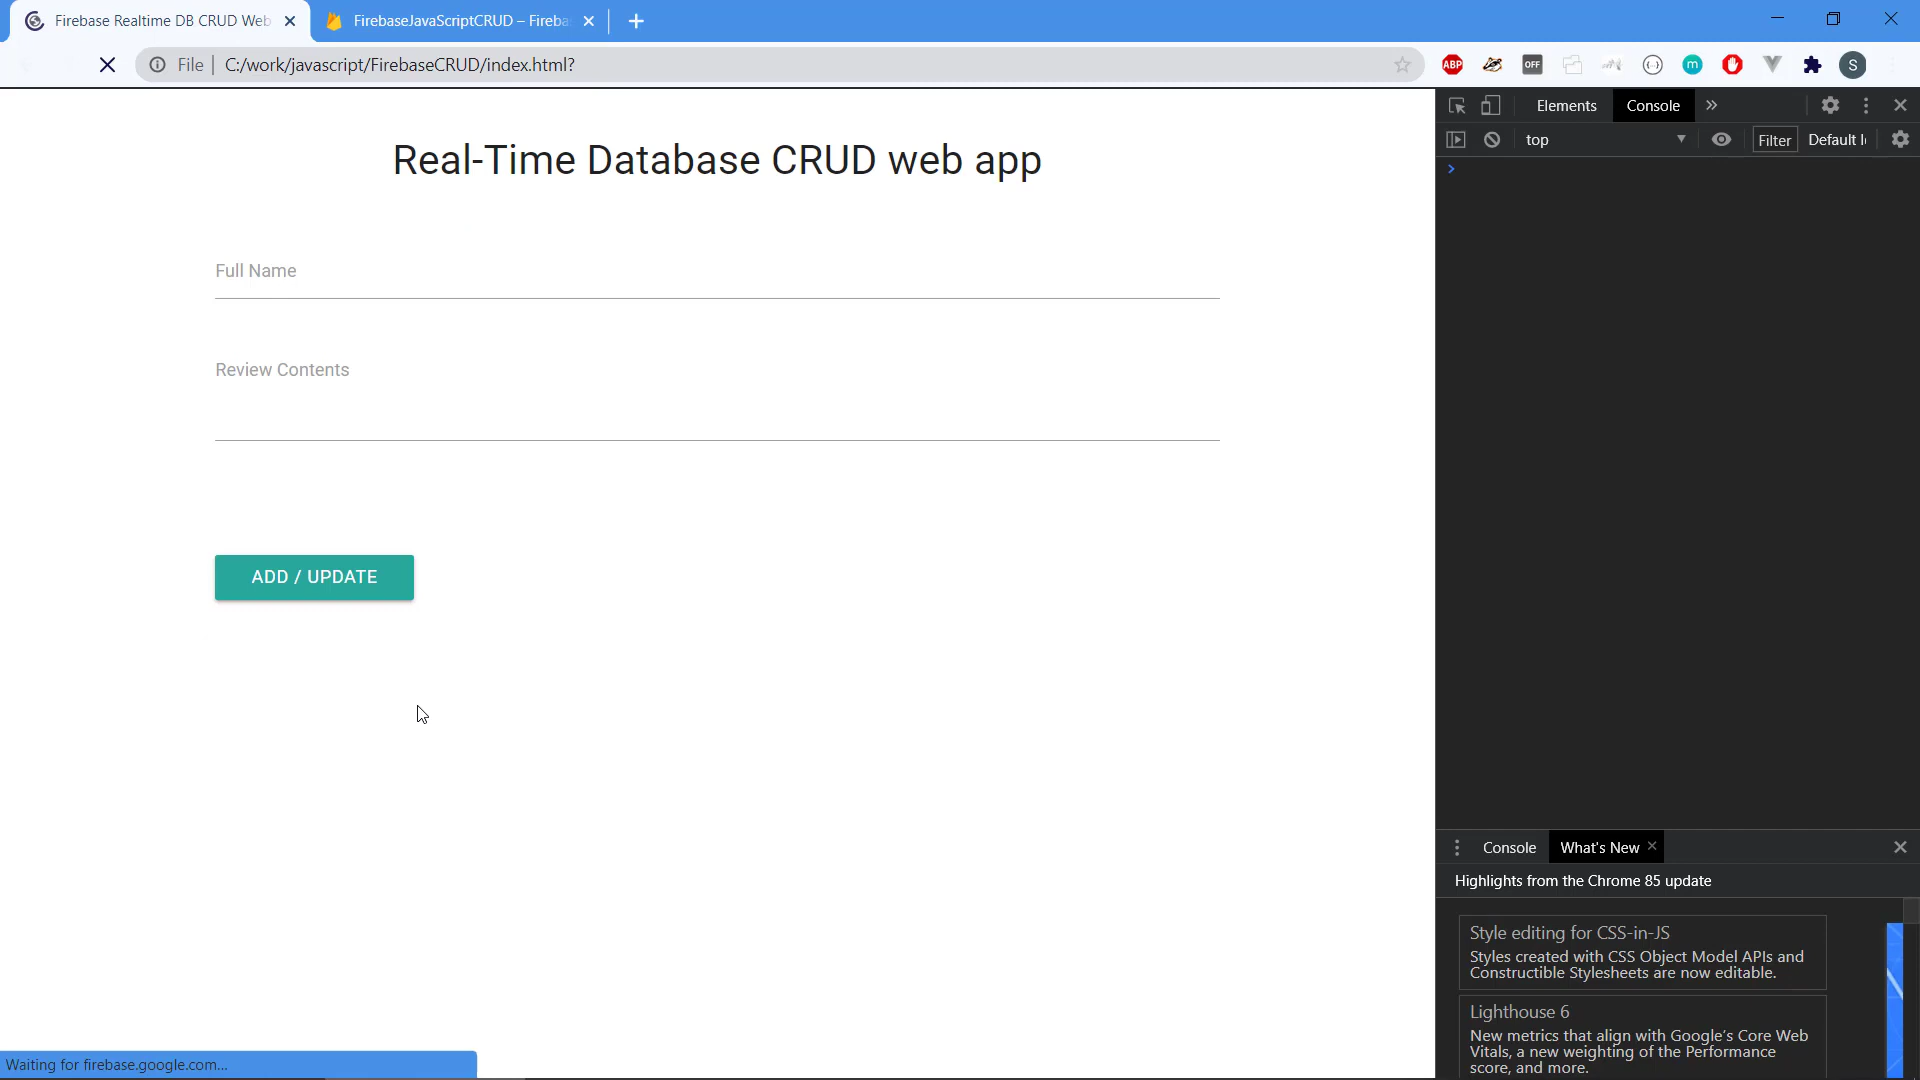 Firebase Realtime DB CRUD Web
FirebaseJavaScriptCRUD – Fireba
File | C:/work/javascript/FirebaseCRUD/index.html?
ABP
OFF
m
S
Real-Time Database CRUD web app
Full Name
Review Contents
ADD / UPDATE
Waiting for firebase.google.com...
Elements
Console
top
Filter
Default l
Console
What's New
Highlights from the Chrome 85 update
Style editing for CSS-in-JS
Styles created with CSS Object Model APIs and
Constructible Stylesheets are now editable.
Lighthouse 6
New metrics that align with Google's Core Web
Vitals, a new weighting of the Performance
score, and more.